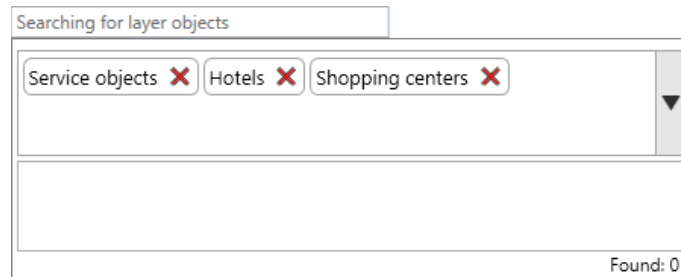 Searching for layer objects
Service objects Hotels Shopping centers
Found: 0